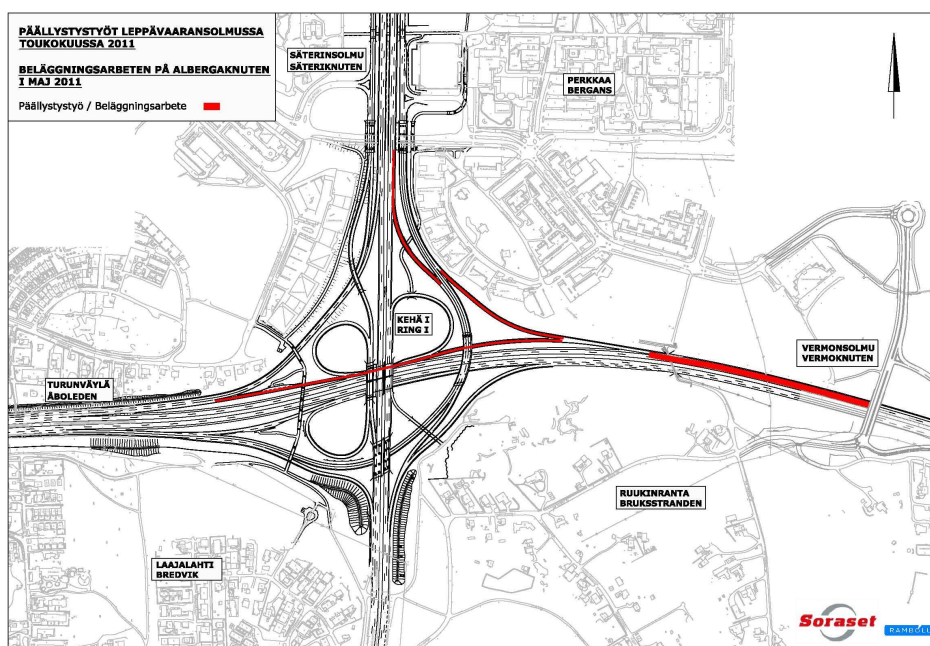 PÄÄLLYSTYSTYÖT LEPPÄVAARANSOLMUSSA
TOUKOKUUSSA 2011
BELÄGGNINGSARBETEN PÅ ALBERGAKNUTEN
I MAJ 2011
Päällystystyö / Beläggningsarbete
SÄTERINSOLMU
SÄTERIKNUTEN
PERKKAA
BERGANS
KEHÄ I
RING I
VERMONSOLMU
VERMOKNUTEN
TURUNVÄYLÄ
ÅBOLEDEN
RUUKINRANTA
BRUKSSTRANDEN
LAAJALAHTI
BREDVIK
Soraset
RAMBOLL